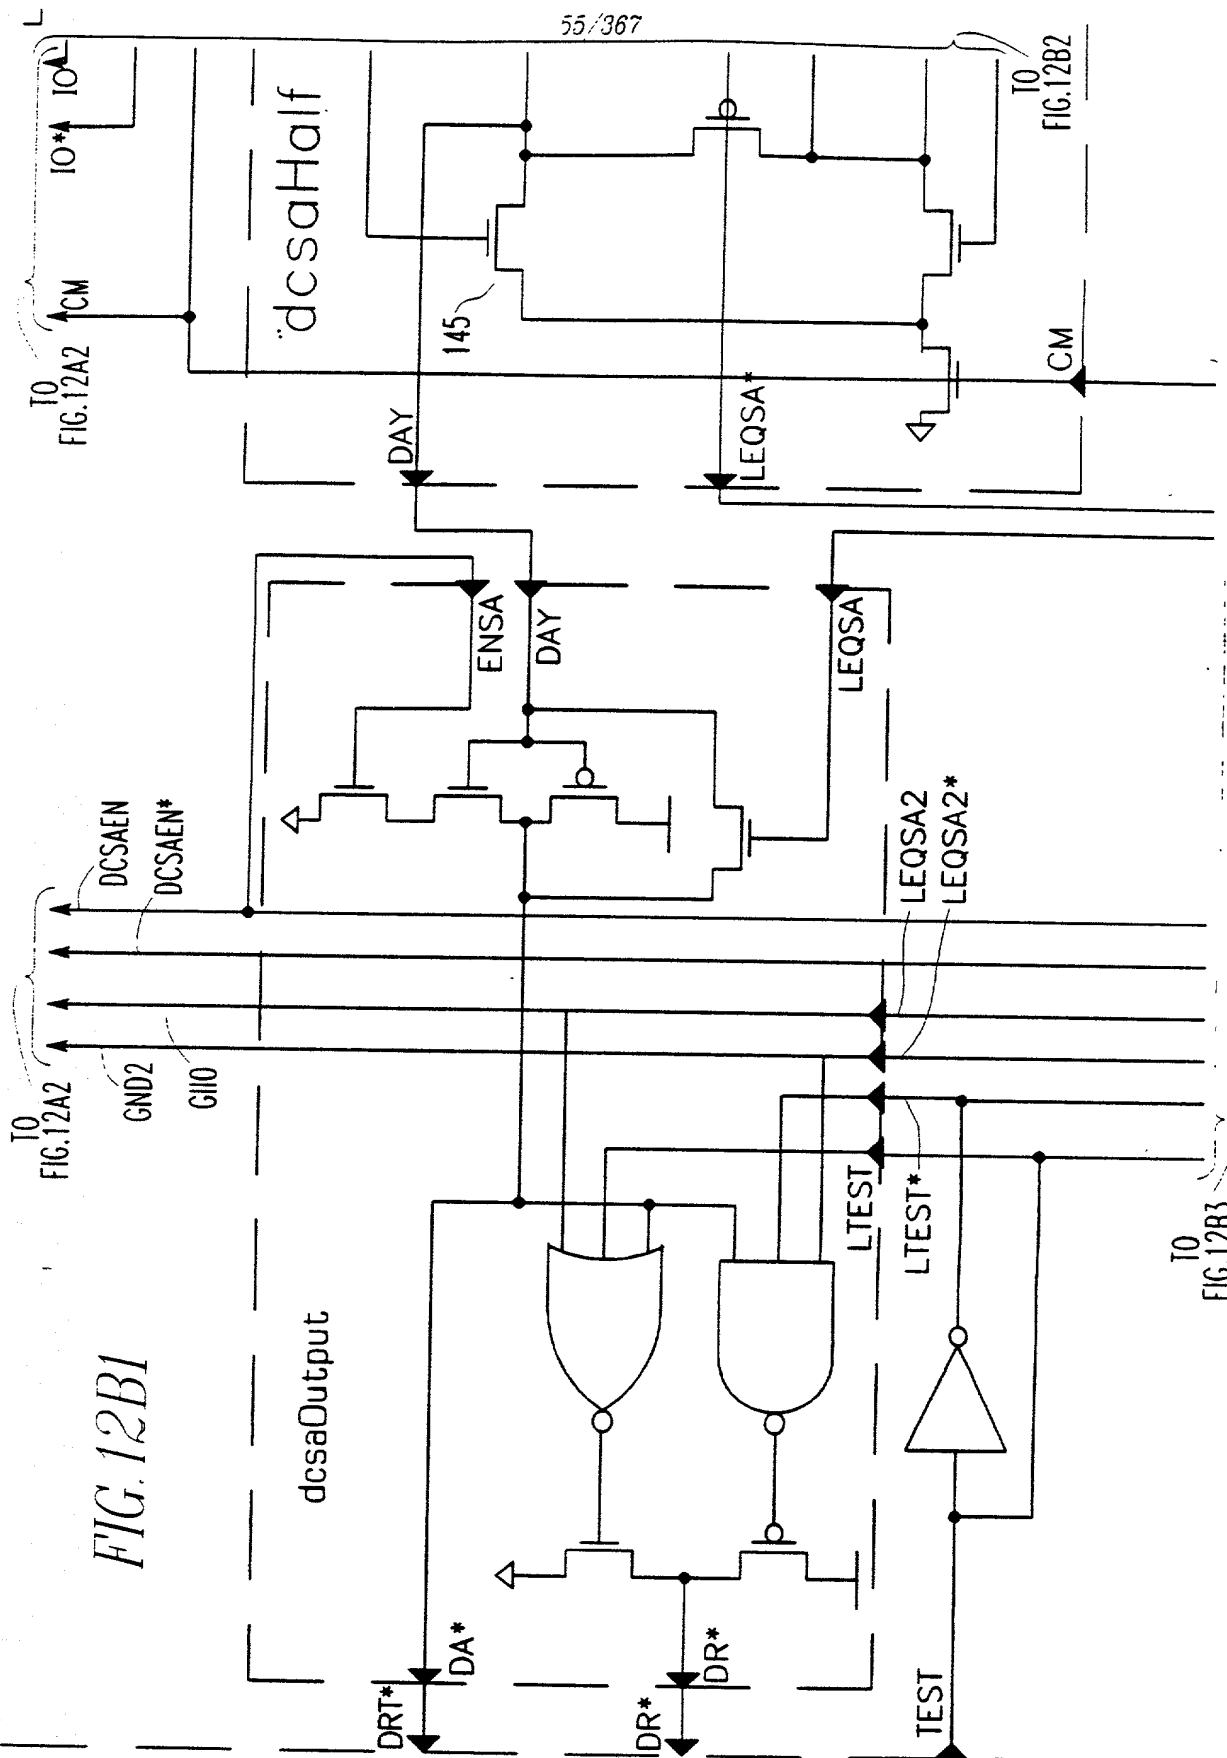 55/367
FIG. 12B1
TO
FIG.12A2
GND2
GIIO
DCSAEN
DCSAEN*
TO
FIG.12A2
CM
IO*
IO
L
TO
FIG.12B2
"dcsaHalf
145
DAY
LEQSA*
CM
dcsaOutput
ENSA
DAY
LEQSA
LEQSA2
LEQSA2*
LTEST
LTEST*
DRT*
DA*
IDR*
DR*
TEST
TO
FIG.12B3